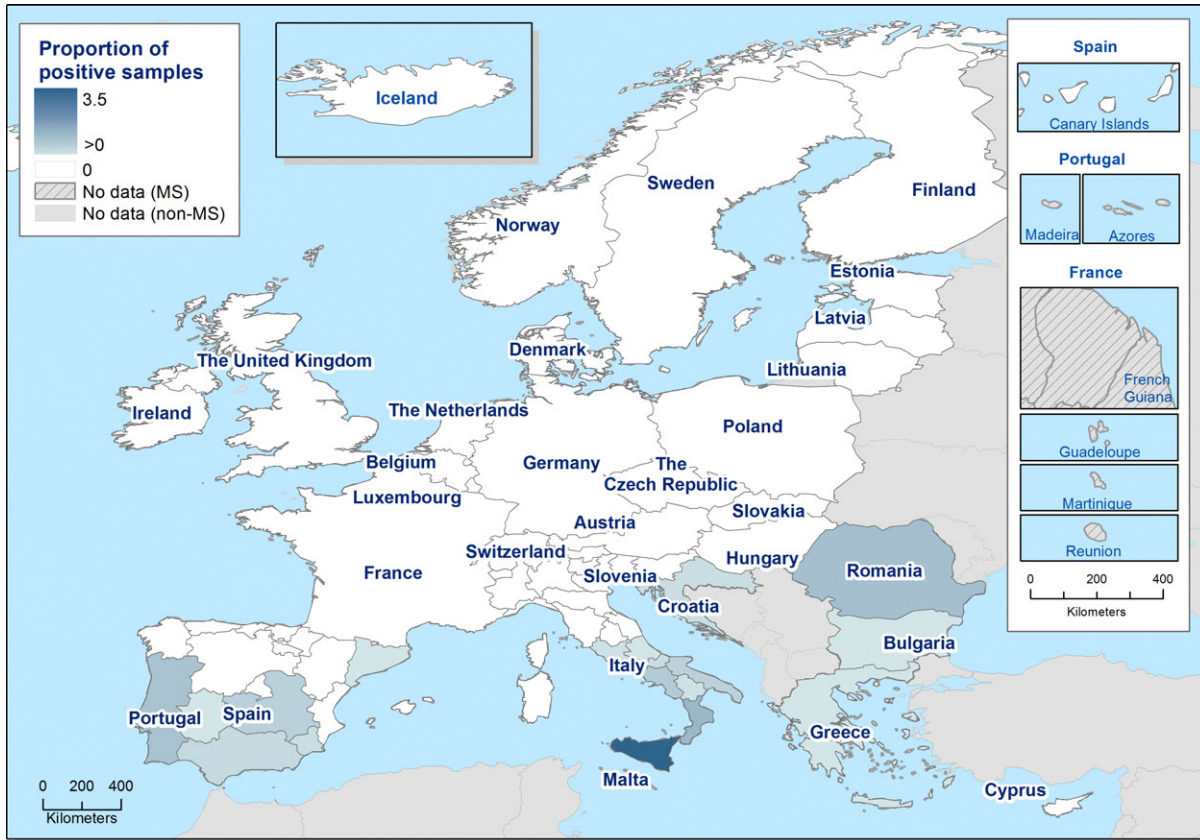 Proportion of
positive samples
3.5
>0
0
No data (MS)
No data (non-MS)
Iceland
Spain
Canary Islands
Portugal
Madeira
Azores
France
French
Guiana
Guadeloupe
Martinique
Reunion
0 200 400
Kilometers
Sweden
Finland
Norway
Estonia
Latvia
Denmark
Lithuania
The United Kingdom
Ireland
The Netherlands
Poland
Belgium
Germany
The
Czech Republic
Luxembourg
Slovakia
Austria
Switzerland
Hungary
France
Slovenia
Romania
Croatia
Bulgaria
Italy
Portugal
Spain
Greece
Malta
Cyprus
0 200 400
Kilometers